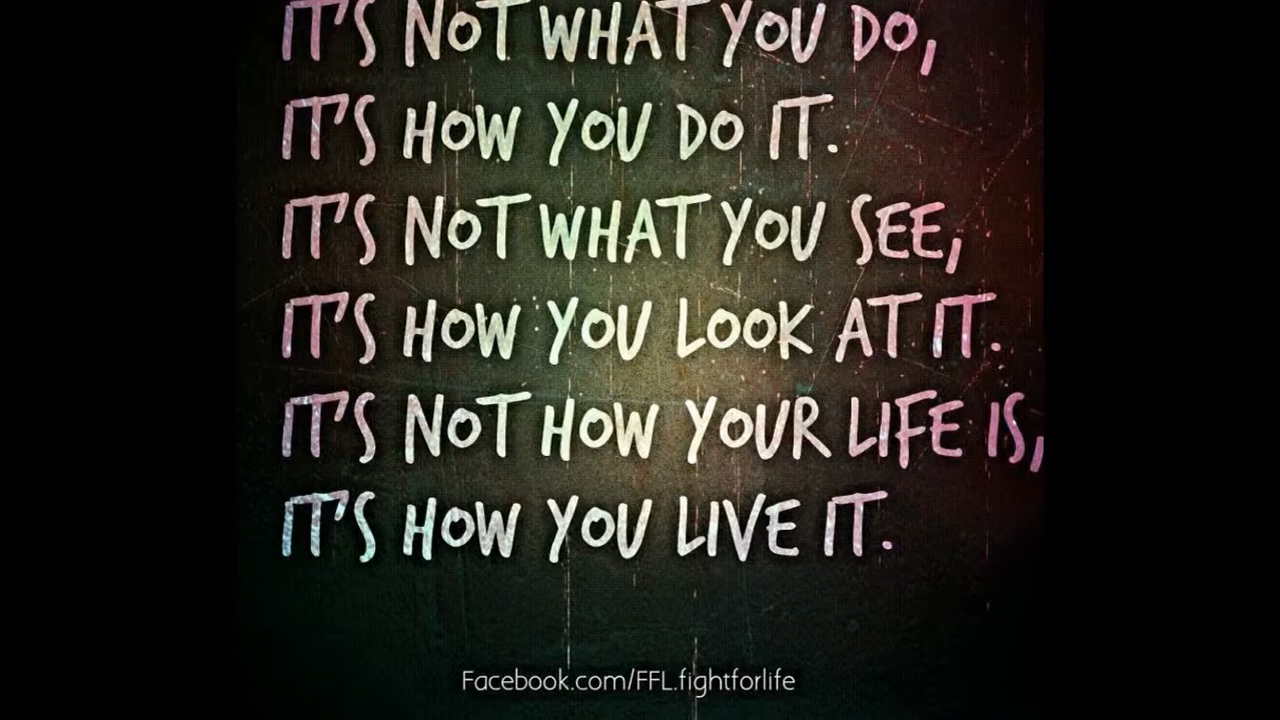 IT'S NOT WHAT YOU DO,
IT'S HOW YOU DO IT.
IT'S NOT WHAT YOU SEE,
IT'S HOW YOU LOOK AT IT.
IT'S NOT HOW YOUR LIFE IS,
IT'S HOW YOU LIVE IT.
Facebook.com/FFL.fightforlife